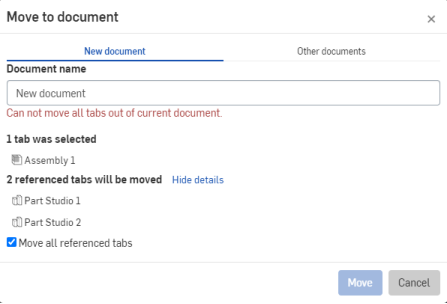 Move to document
×
New document
Other documents
Document name
New document
Can not move all tabs out of current document.
1 tab was selected
Assembly 1
2 referenced tabs will be moved Hide details
Part Studio 1
Part Studio 2
Move all referenced tabs
Move
Cancel